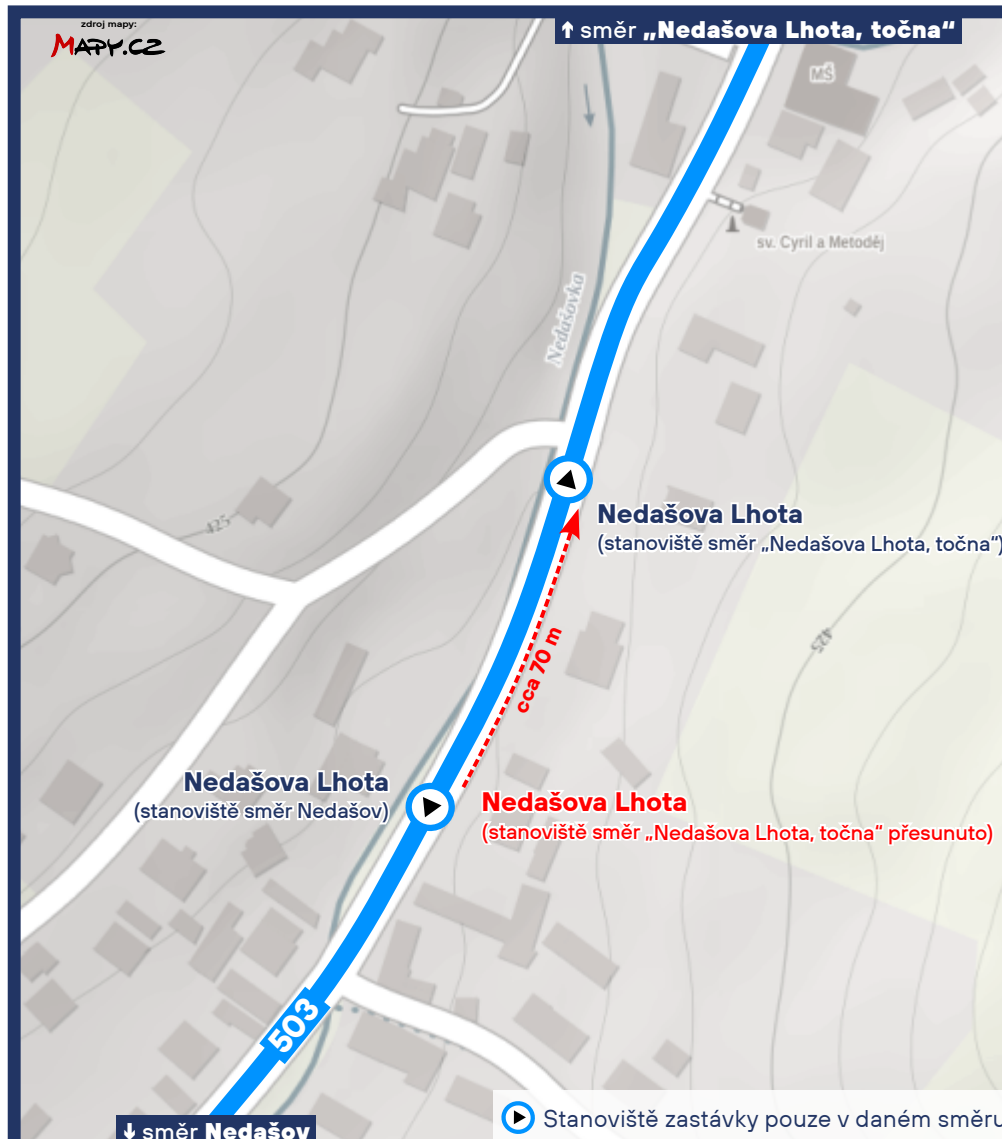 zdroj mapy:
MAPY.CZ
↑ směr „Nedašova Lhota, točna“
MŠ
sv. Cyril a Metoděj
Nedašovka
425
Nedašova Lhota
(stanoviště směr „Nedašova Lhota, točna“)
425
cca 70 m
Nedašova Lhota
(stanoviště směr Nedašov)
Nedašova Lhota
(stanoviště směr „Nedašova Lhota, točna“ přesunuto)
503
Stanoviště zastávky pouze v daném směru
↓ směr Nedašov